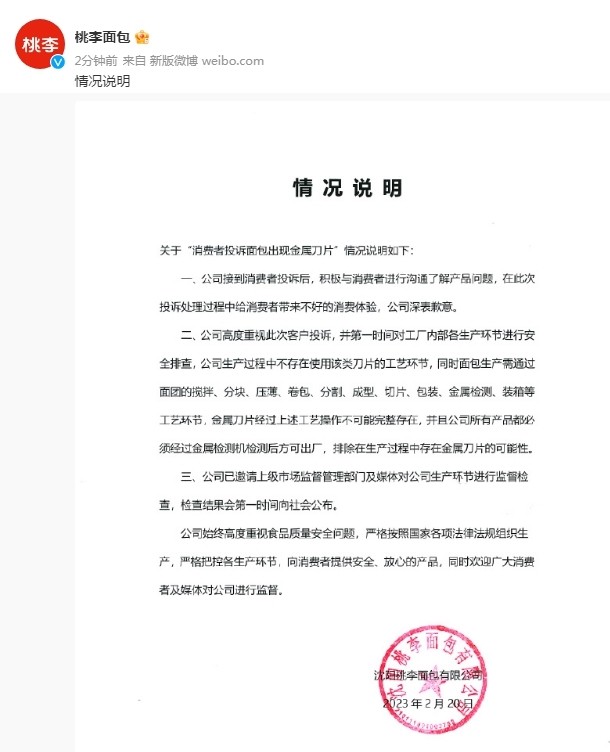 桃李
桃李面包
2分钟前 来自 新版微博 weibo.com
情况说明
情况说明
关于“消费者投诉面包出现金属刀片”情况说明如下：
一、公司接到消费者投诉后，积极与消费者进行沟通了解产品问题，在此次
投诉处理过程中给消费者带来不好的消费体验，公司深表歉意。
二、公司高度重视此次客户投诉，并第一时间对工厂内部各生产环节进行安
全排查，公司生产过程中不存在使用该类刀片的工艺环节，同时面包生产需通过
面团的搅拌、分块、压薄、卷包、分割、成型、切片、包装、金属检测、装箱等
工艺环节，金属刀片经过上述工艺操作不可能完整存在，并且公司所有产品都必
须经过金属检测机检测后方可出厂，排除在生产过程中存在金属刀片的可能性。
三、公司已邀请上级市场监督管理部门及媒体对公司生产环节进行监督检
查，检查结果会第一时间向社会公布。
公司始终高度重视食品质量安全问题，严格按照国家各项法律法规组织生
产，严格把控各生产环节，向消费者提供安全、放心的产品，同时欢迎广大消费
者及媒体对公司进行监督。
沈阳桃李面包有限公司
沈阳桃李面包有限公司
2023年2月20日